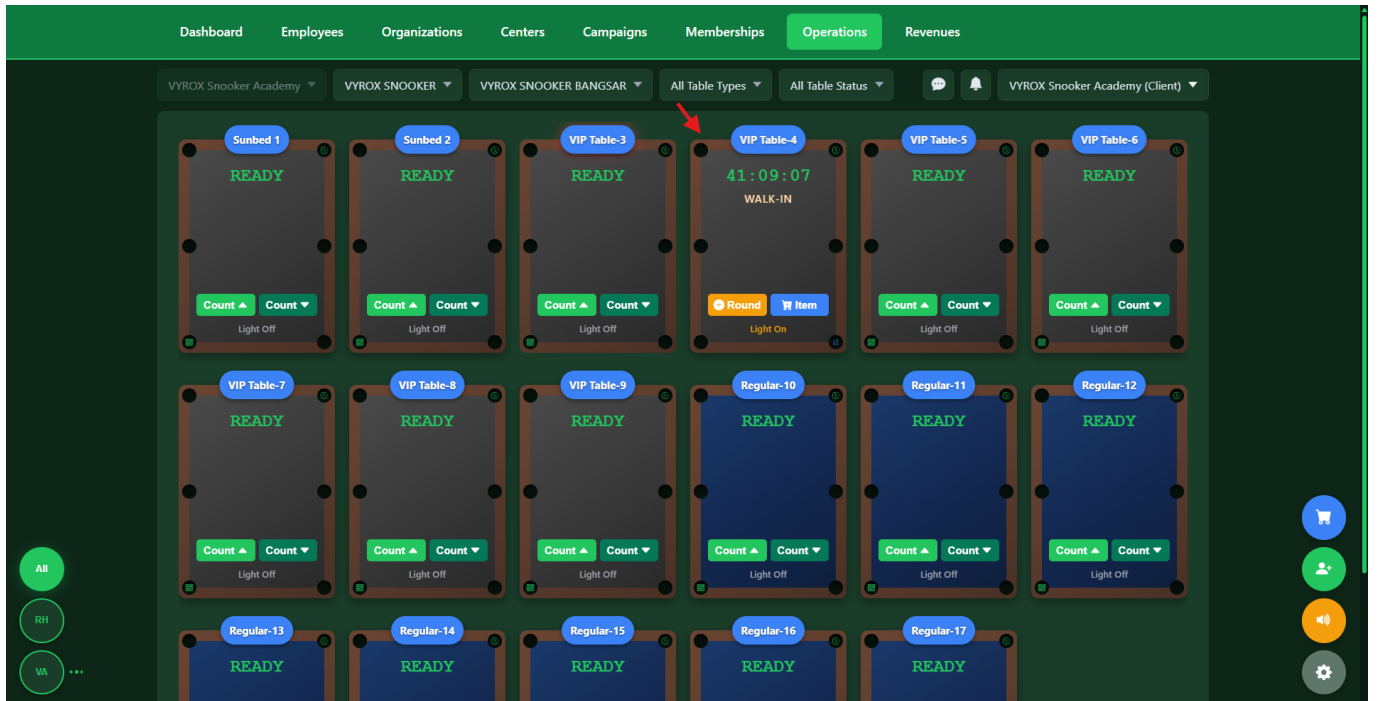 Dashboard Employees Organizations Centers Campaigns Memberships Operations Revenues
VYROX Snooker Academy VYROX SNOOKER VYROX SNOOKER BANGSAR All Table Types All Table Status VYROX Snooker Academy (Client)
Sunbed 1 Sunbed 2 VIP Table-3 VIP Table-4 VIP Table-5 VIP Table-6
READY READY READY 41:09:07 READY READY
WALK-IN
Count Count Count Count Count Count Round Item Count Count Count Count
Light Off Light Off Light Off Light On Light Off Light Off
VIP Table-7 VIP Table-8 VIP Table-9 Regular-10 Regular-11 Regular-12
READY READY READY READY READY READY
Count Count Count Count Count Count Count Count Count Count Count Count
Light Off Light Off Light Off Light Off Light Off Light Off
All
RH
Regular-13 Regular-14 Regular-15 Regular-16 Regular-17
READY READY READY READY READY
VA